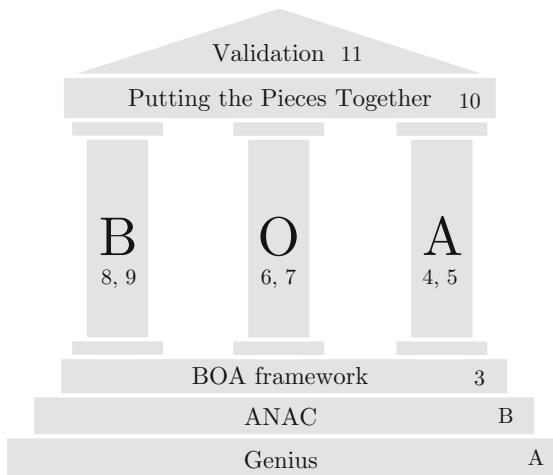 Validation 11
Putting the Pieces Together 10
B O A
8, 9 6, 7 4, 5
BOA framework 3
ANAC B
Genius A